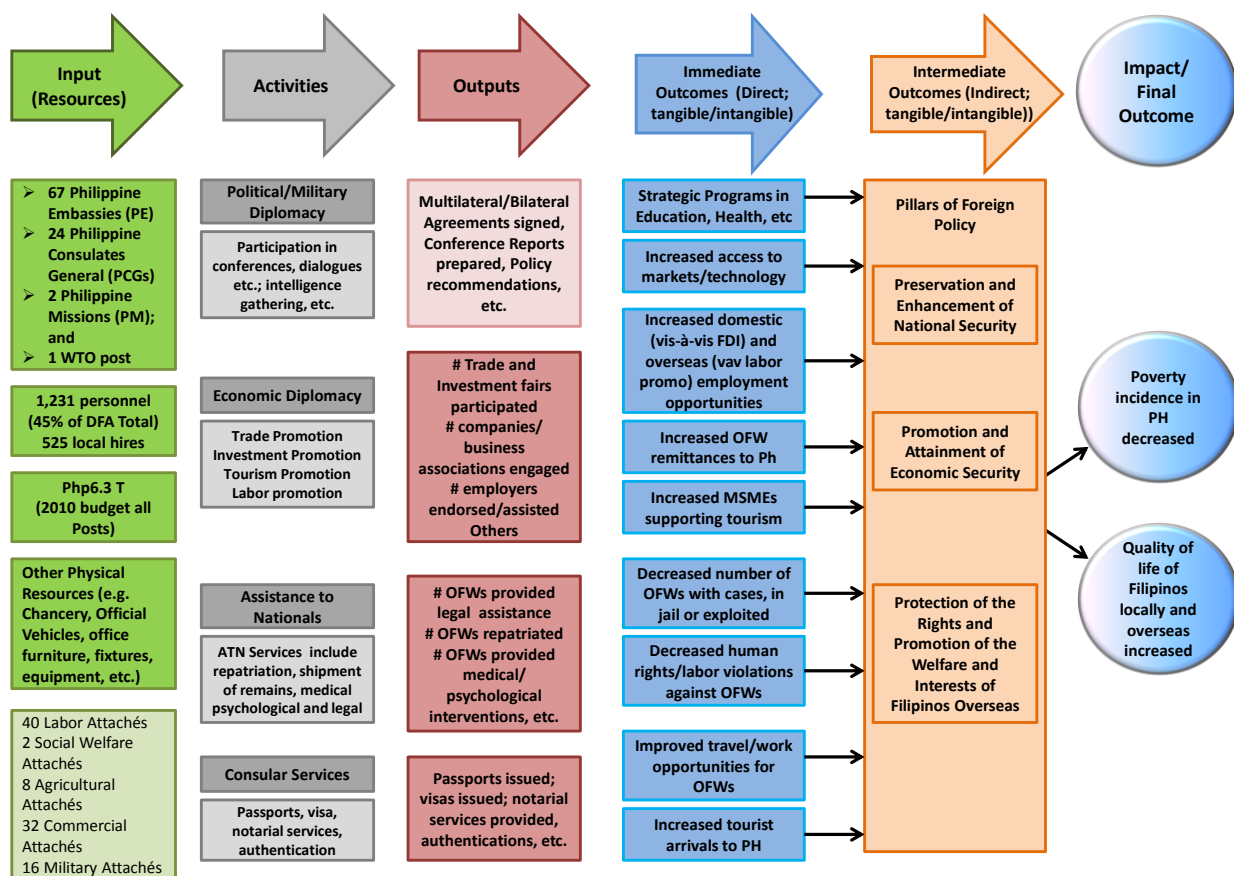 Input
(Resources)
Activities
Outputs
Immediate
Outcomes (Direct;
tangible/intangible)
Intermediate
Outcomes (Indirect;
tangible/intangible))
Impact/
Final
Outcome
➢ 67 Philippine
Embassies (PE)
➢ 24 Philippine
Consulates
General (PCGs)
➢ 2 Philippine
Missions (PM);
and
➢ 1 WTO post
1,231 personnel
(45% of DFA Total)
525 local hires
Php6.3 T
(2010 budget all
Posts)
Other Physical
Resources (e.g.
Chancery, Official
Vehicles, office
furniture, fixtures,
equipment, etc.)
40 Labor Attachés
2 Social Welfare
Attachés
8 Agricultural
Attachés
32 Commercial
Attachés
16 Military Attachés
Political/Military
Diplomacy
Participation in
conferences, dialogues
etc.; intelligence
gathering, etc.
Economic Diplomacy
Trade Promotion
Investment Promotion
Tourism Promotion
Labor promotion
Assistance to
Nationals
ATN Services include
repatriation, shipment
of remains, medical
psychological and legal
Consular Services
Passports, visa,
notarial services,
authentication
Multilateral/Bilateral
Agreements signed,
Conference Reports
prepared, Policy
recommendations,
etc.
# Trade and
Investment fairs
participated
# companies/
business
associations engaged
# employers
endorsed/assisted
Others
# OFWs provided
legal assistance
# OFWs repatriated
# OFWs provided
medical/
psychological
interventions, etc.
Passports issued;
visas issued; notarial
services provided,
authentications, etc.
Strategic Programs in
Education, Health, etc
Increased access to
markets/technology
Increased domestic
(vis-à-vis FDI) and
overseas (vav labor
promo) employment
opportunities
Increased OFW
remittances to Ph
Increased MSMEs
supporting tourism
Decreased number of
OFWs with cases, in
jail or exploited
Decreased human
rights/labor violations
against OFWs
Improved travel/work
opportunities for
OFWs
Increased tourist
arrivals to PH
Pillars of Foreign
Policy
Preservation and
Enhancement of
National Security
Promotion and
Attainment of
Economic Security
Protection of the
Rights and
Promotion of the
Welfare and
Interests of
Filipinos Overseas
Poverty
incidence in
PH
decreased
Quality of
life of
Filipinos
locally and
overseas
increased